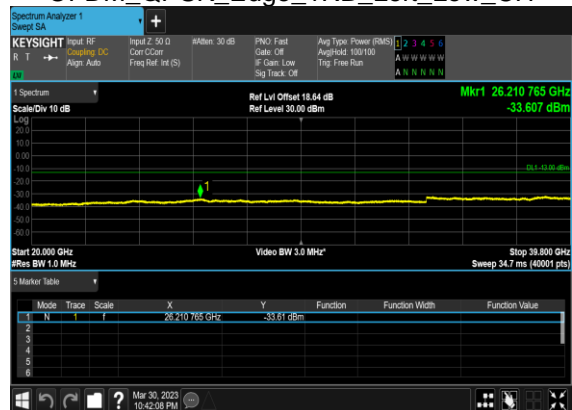 Spectrum Analyzer 1
Swept SA
KEYSIGHT
R T
Input: RF
Coupling: DC
Align: Auto
Input Z: 50 Ω
Corr CCorr
Freq Ref: Int (S)
#Atten: 30 dB
PNO: Fast
Gate: Off
IF Gain: Low
Sig Track: Off
Avg Type: Power (RMS)
Avg|Hold: 100/100
Trig: Free Run
1 2 3 4 5 6
A W W W W W
A N N N N N
LW
1 Spectrum
Scale/Div 10 dB
Ref Lvl Offset 18.64 dB
Ref Level 30.00 dBm
Mkr1 26.210 765 GHz
-33.607 dBm
Log
20.0
10.0
0.00
-10.0
-20.0
-30.0
-40.0
-50.0
-60.0
DL1 -13.00 dBm
1
Start 20.000 GHz
#Res BW 1.0 MHz
Video BW 3.0 MHz*
Stop 39.800 GHz
Sweep 34.7 ms (40001 pts)
5 Marker Table
Mode Trace Scale X Y Function Function Width Function Value
1 N 1 f 26.210 765 GHz -33.61 dBm
2
3
4
5
6
?
Mar 30, 2023
10:42:08 PM